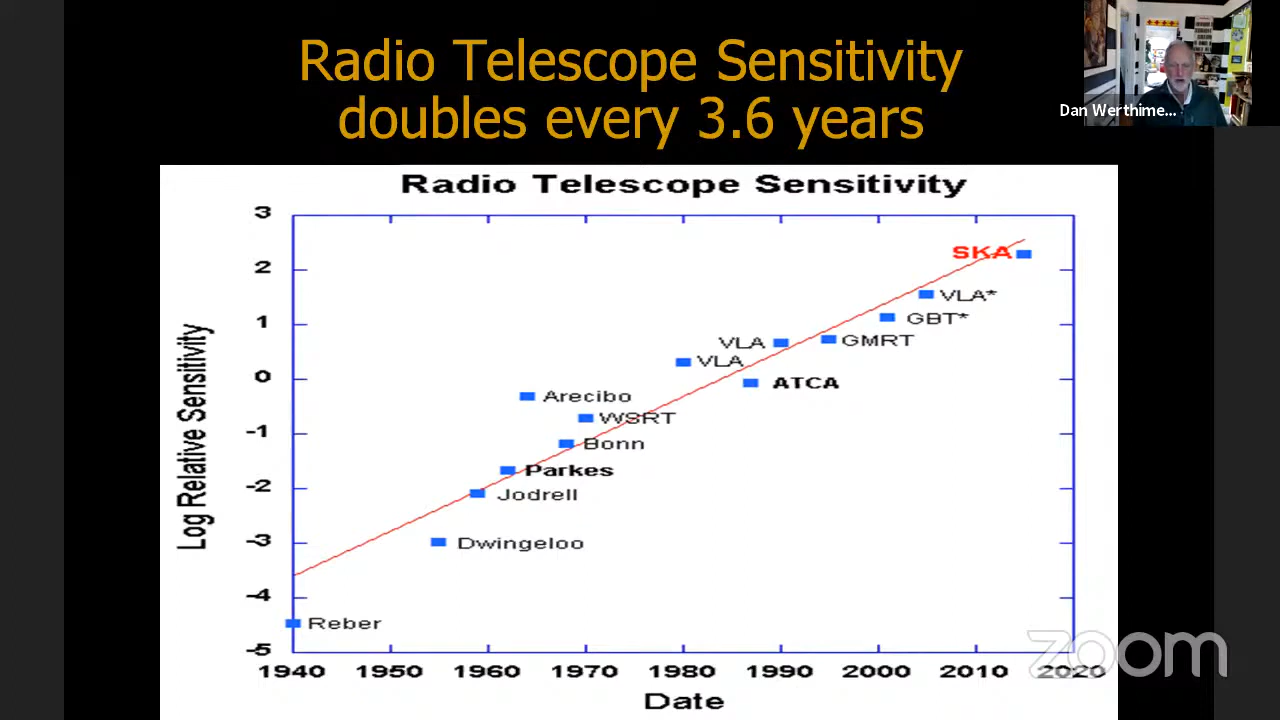 Radio Telescope Sensitivity
doubles every 3.6 years
Dan Werthime...
Radio Telescope Sensitivity
3
2
1
0
-1
-2
-3
-4
-5
Log Relative Sensitivity
SKA
VLA*
GBT*
VLA
GMRT
VLA
ATCA
Arecibo
WSRT
Bonn
Parkes
Jodrell
Dwingeloo
Reber
1940 1950 1960 1970 1980 1990 2000 2010 2020
Date
zoom